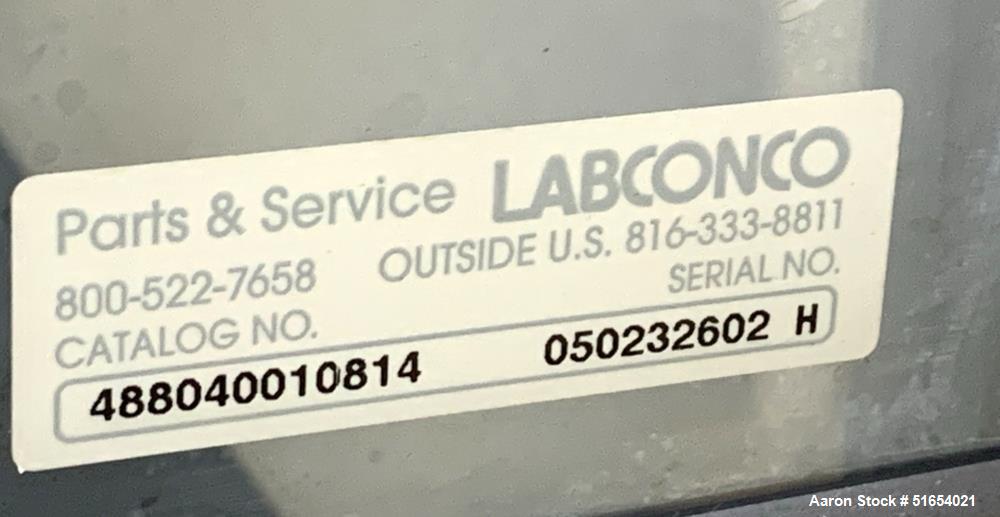 Parts & Service LABCONCO
800-522-7658 OUTSIDE U.S. 816-333-8811
CATALOG NO. SERIAL NO.
488040010814 050232602 H
Aaron Stock # 51654021